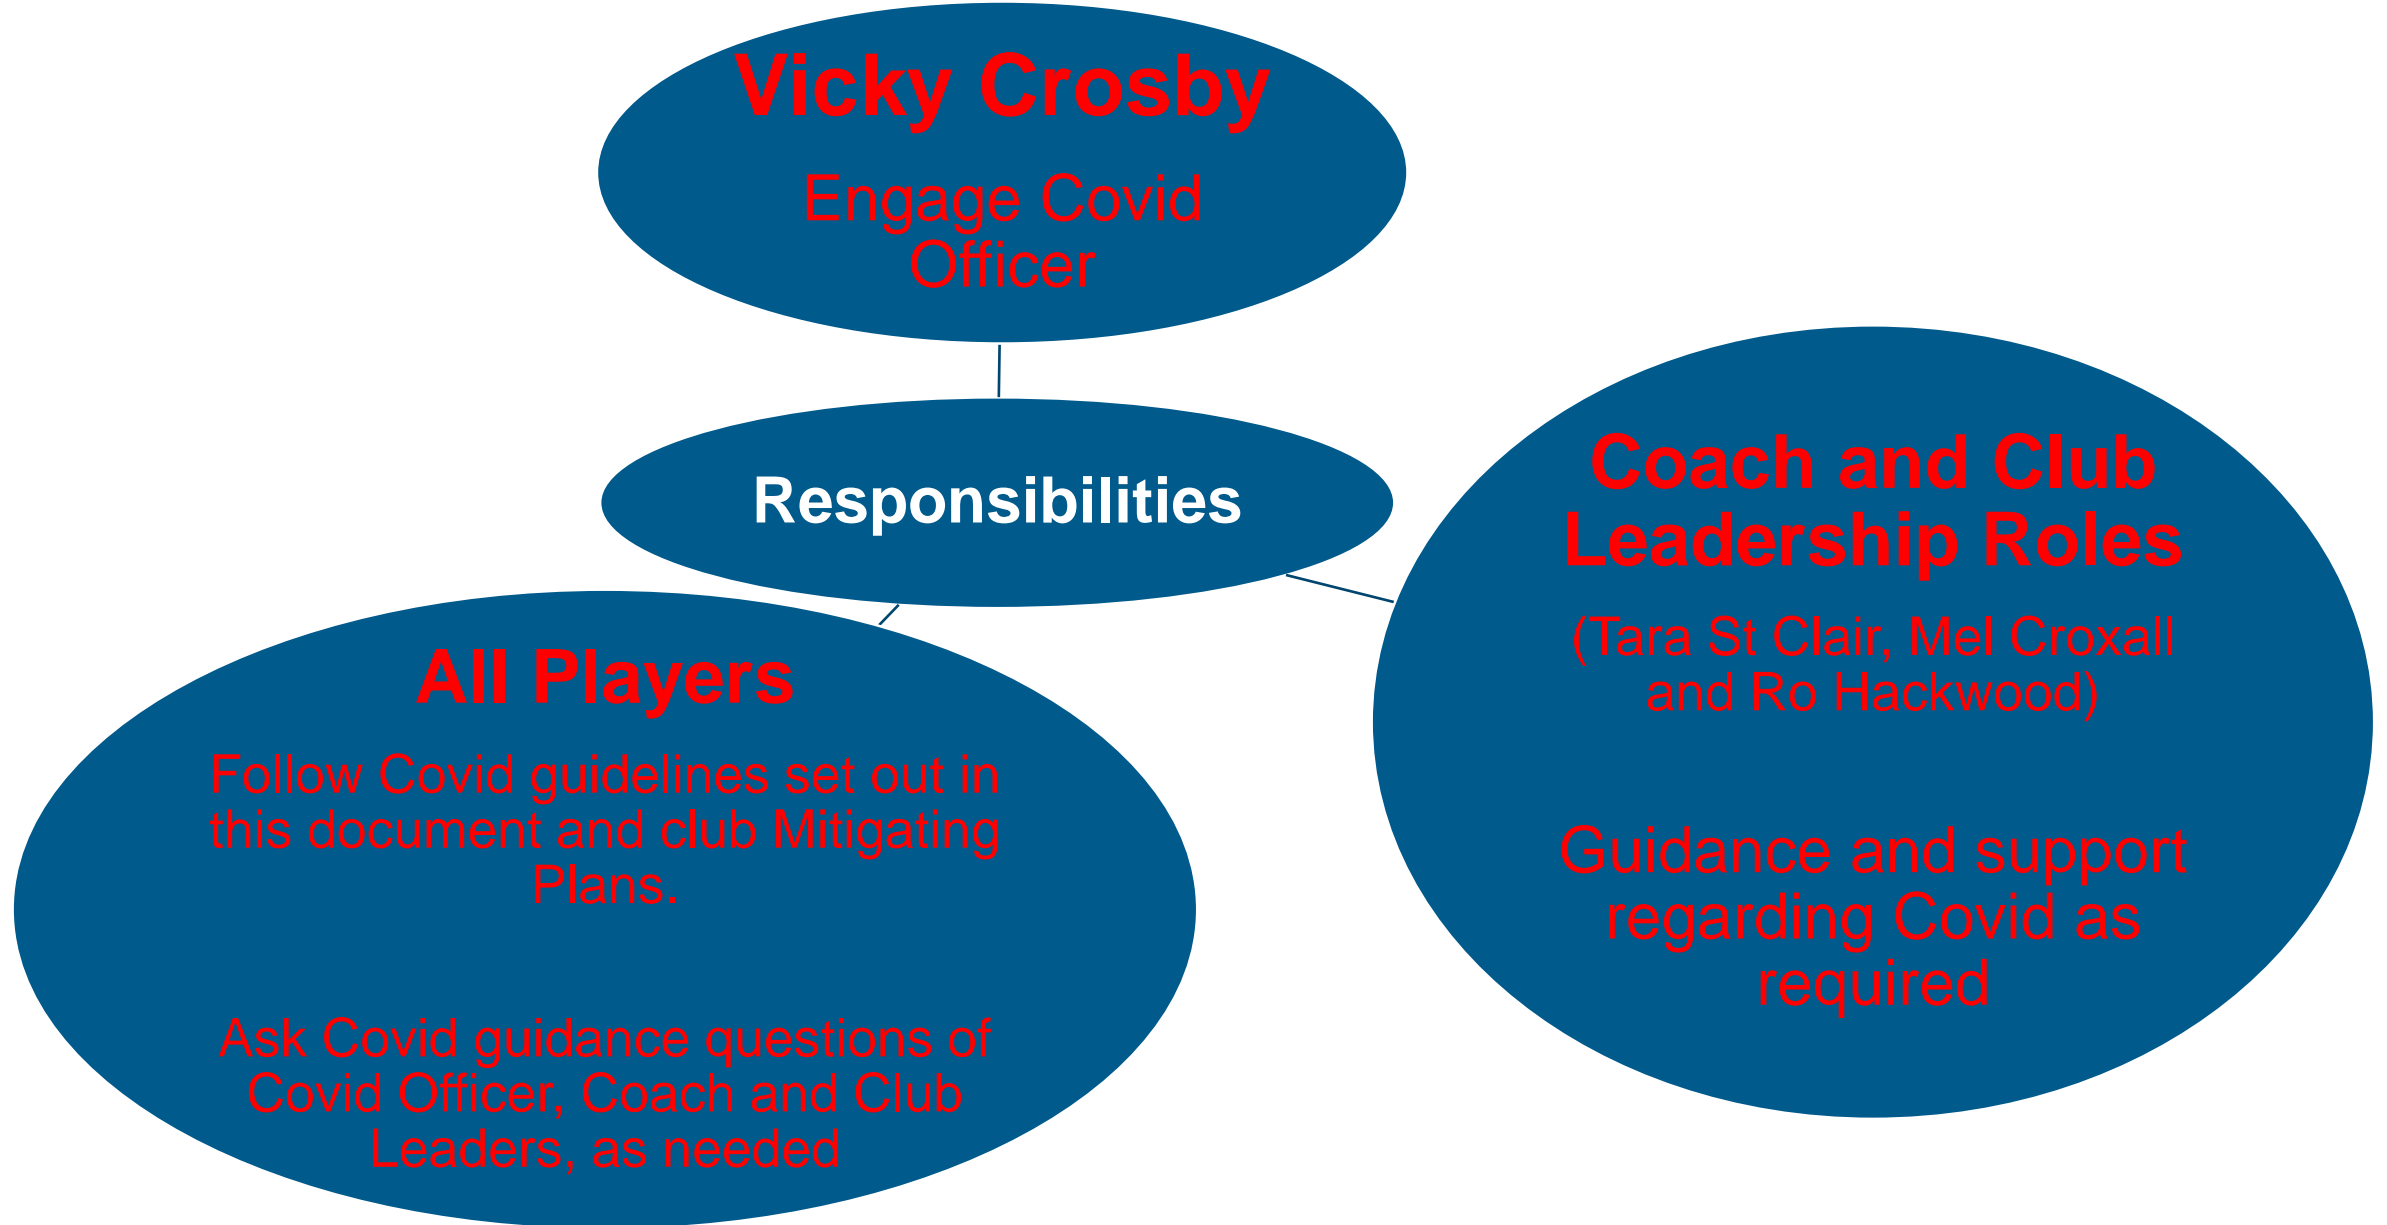 Vicky Crosby
Engage Covid
Officer
Responsibilities
Coach and Club
Leadership Roles
(Tara St Clair, Mel Croxall
and Ro Hackwood)
Guidance and support
regarding Covid as
required
All Players
Follow Covid guidelines set out in
this document and club Mitigating
Plans.
Ask Covid guidance questions of
Covid Officer, Coach and Club
Leaders, as needed